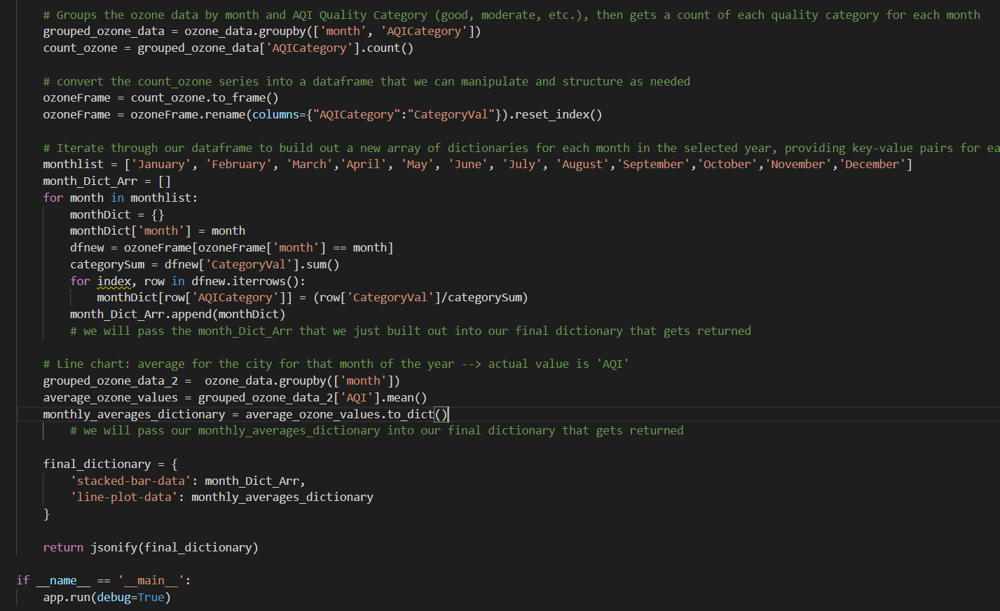 # Groups the ozone data by month and AQI Quality Category (good, moderate, etc.), then gets a count of each quality category for each month
grouped_ozone_data = ozone_data.groupby(['month', 'AQICategory'])
count_ozone = grouped_ozone_data['AQICategory'].count()
# convert the count_ozone series into a dataframe that we can manipulate and structure as needed
ozoneFrame = count_ozone.to_frame()
ozoneFrame = ozoneFrame.rename(columns={"AQICategory":"CategoryVal"}).reset_index()
# Iterate through our dataframe to build out a new array of dictionaries for each month in the selected year, providing key-value pairs for ea
monthlist = ['January', 'February', 'March','April', 'May', 'June', 'July', 'August','September','October','November','December']
month_Dict_Arr = []
for month in monthlist:
monthDict = {}
monthDict['month'] = month
dfnew = ozoneFrame[ozoneFrame['month'] == month]
categorySum = dfnew['CategoryVal'].sum()
for index, row in dfnew.iterrows():
monthDict[row['AQICategory']] = (row['CategoryVal']/categorySum)
month_Dict_Arr.append(monthDict)
# we will pass the month_Dict_Arr that we just built out into our final dictionary that gets returned
# Line chart: average for the city for that month of the year --> actual value is 'AQI'
grouped_ozone_data_2 =  ozone_data.groupby(['month'])
average_ozone_values = grouped_ozone_data_2['AQI'].mean()
monthly_averages_dictionary = average_ozone_values.to_dict()
# we will pass our monthly_averages_dictionary into our final dictionary that gets returned
final_dictionary = {
'stacked-bar-data': month_Dict_Arr,
'line-plot-data': monthly_averages_dictionary
}
return jsonify(final_dictionary)
if __name__ == '__main__':
app.run(debug=True)